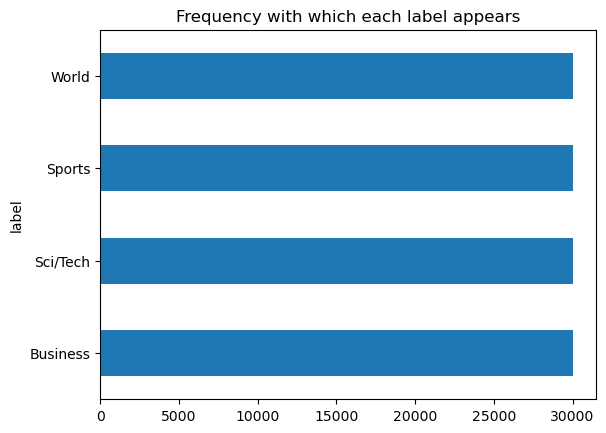 Frequency with which each label appears
World
Sports
Sci/Tech
Business
label
0 5000 10000 15000 20000 25000 30000